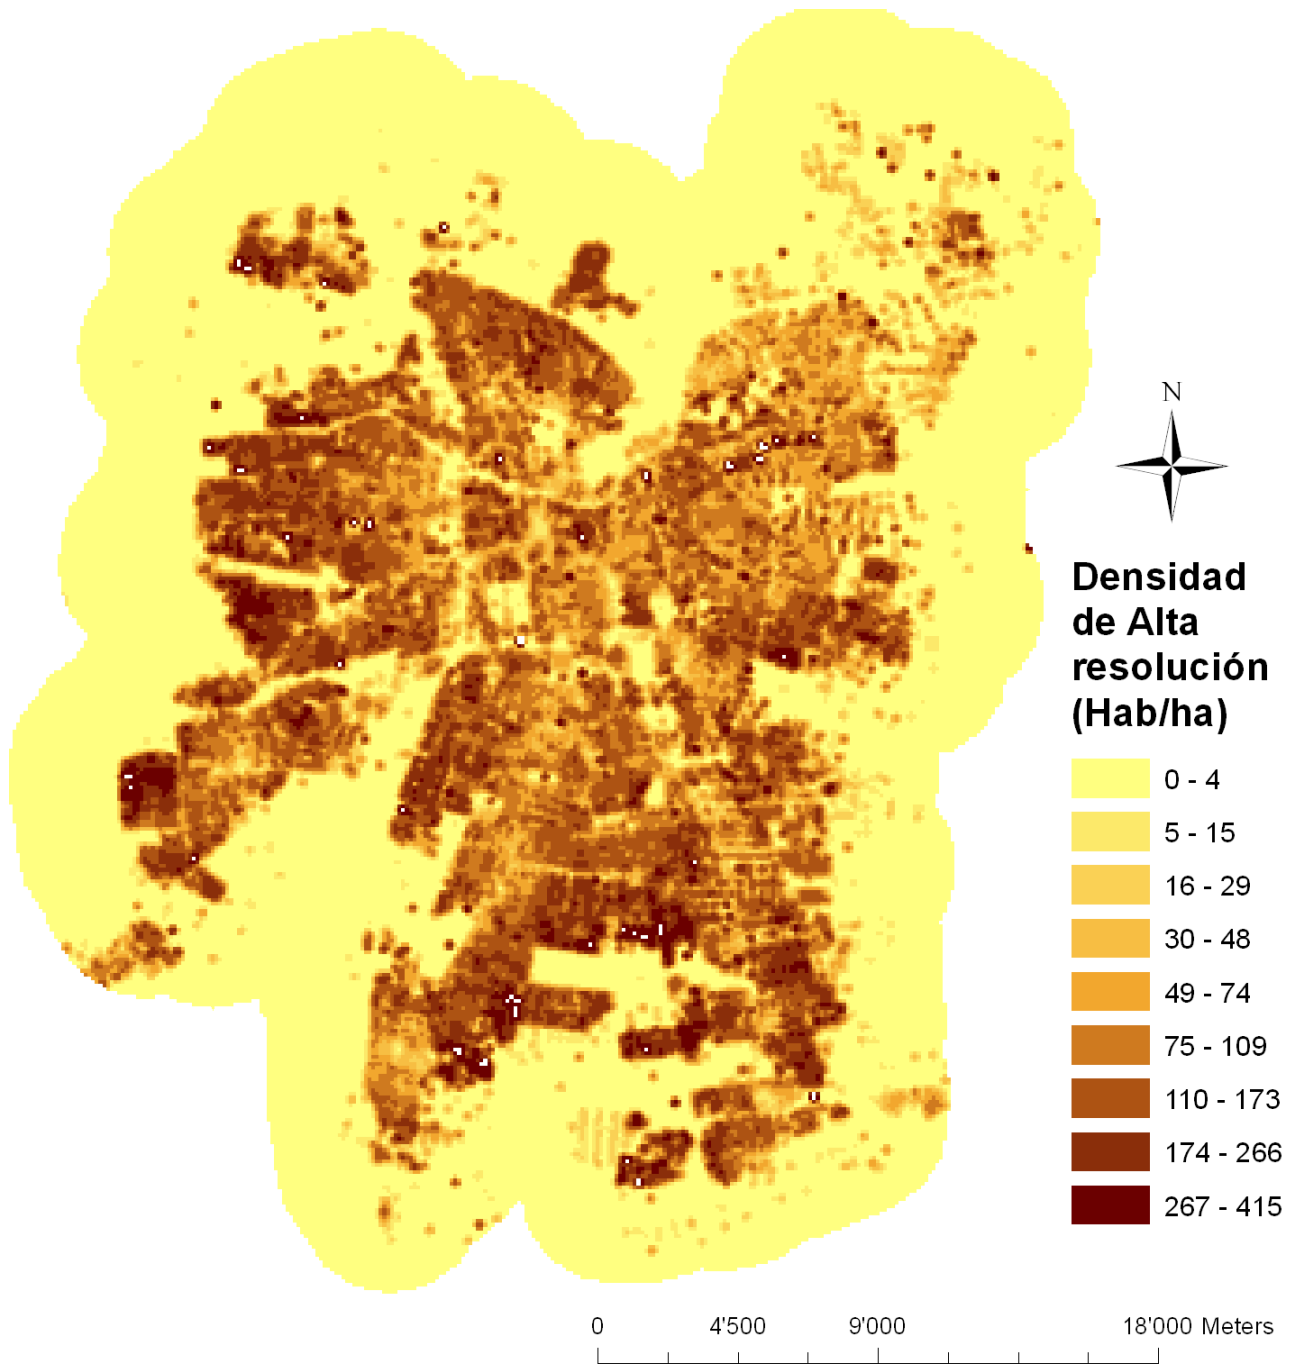 N
Densidad
de Alta
resolución
(Hab/ha)
0 - 4
5 - 15
16 - 29
30 - 48
49 - 74
75 - 109
110 - 173
174 - 266
267 - 415
0 4'500 9'000 18'000 Meters